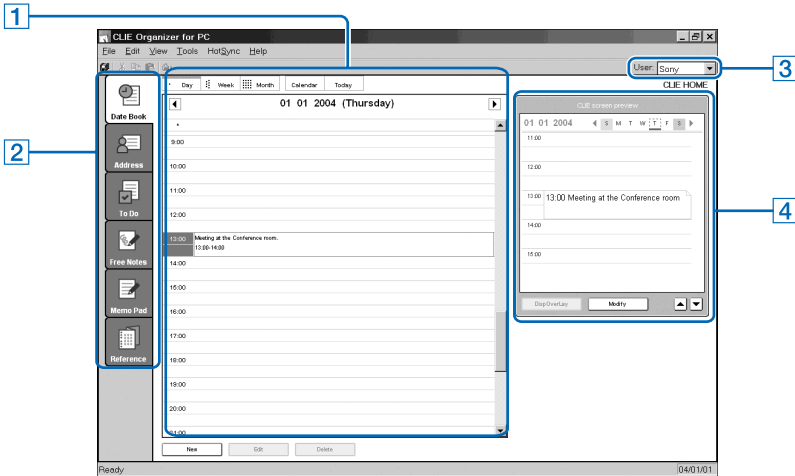 1
CLIE Organizer for PC
File Edit View Tools HotSync Help
User: Sony
3
CLIE HOME
2
Date Book
Address
To Do
Free Notes
Memo Pad
Reference
Day Week Month Calendar Today
01 01 2004 (Thursday)
9:00
10:00
11:00
12:00
13:00 Meeting at the Conference room.
13:00-14:00
14:00
15:00
16:00
17:00
18:00
19:00
20:00
21:00
New Edit Delete
CLIE screen preview
01 01 2004 S M T W T F S
11:00
12:00
13:00 13:00 Meeting at the Conference room
14:00
15:00
DispOverLay Modify
4
Ready
04/01/01